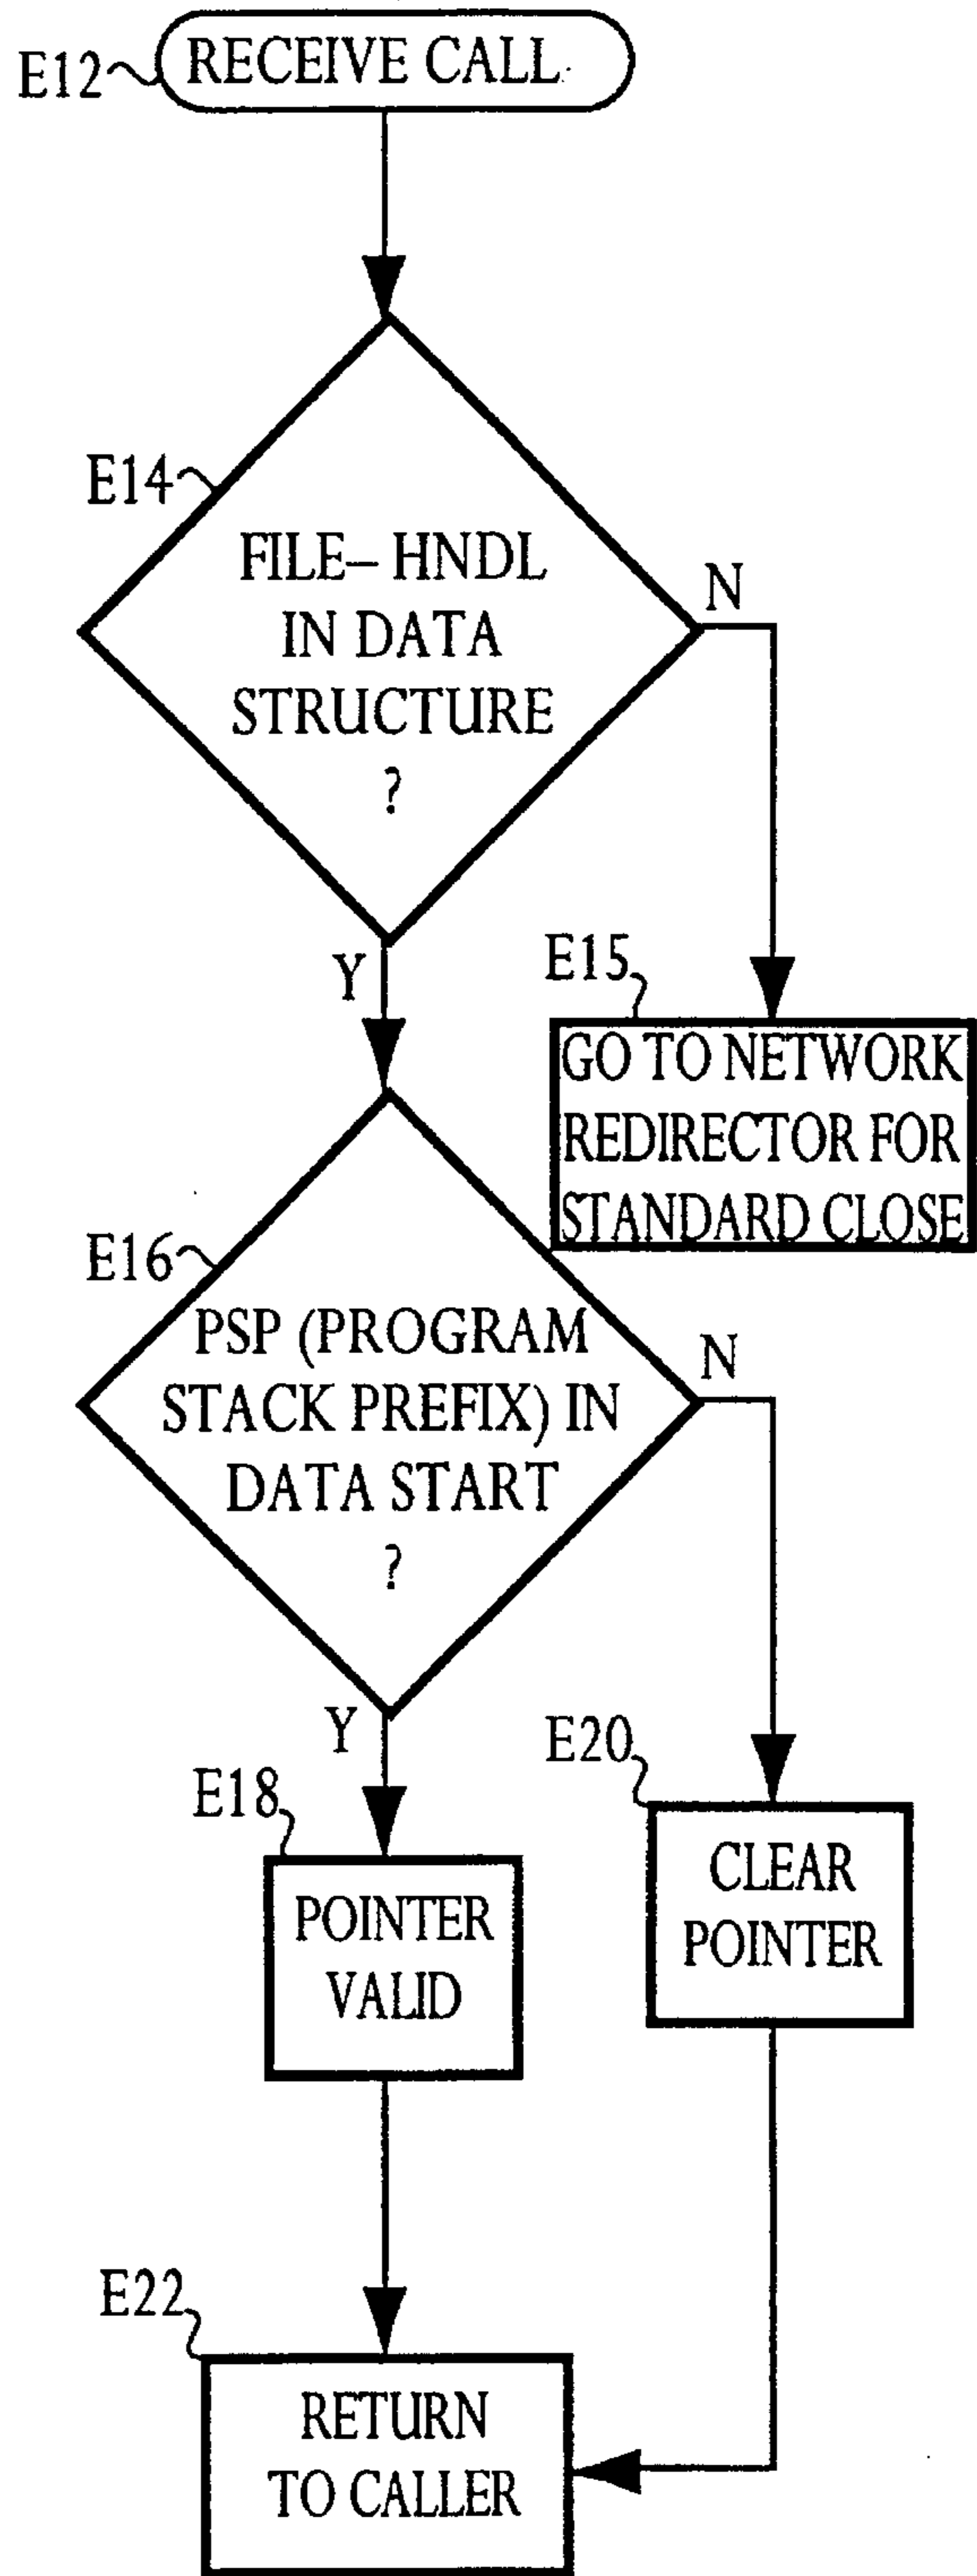 E12
RECEIVE CALL
E14
FILE– HNDL
IN DATA
STRUCTURE
?
N
Y
E15
GO TO NETWORK
REDIRECTOR FOR
STANDARD CLOSE
E16
PSP (PROGRAM
STACK PREFIX) IN
DATA START
?
N
Y
E18
POINTER
VALID
E20
CLEAR
POINTER
E22
RETURN
TO CALLER